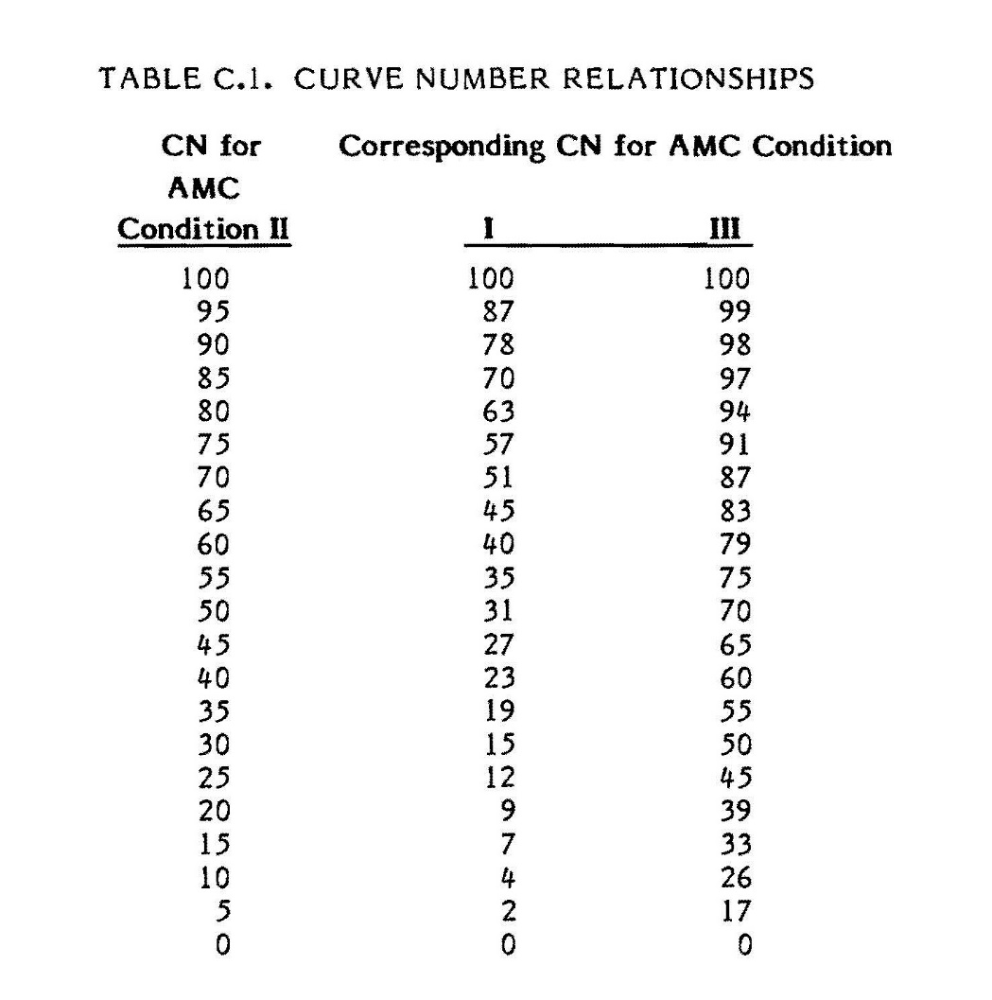 TABLE C.1. CURVE NUMBER RELATIONSHIPS
CN for Corresponding CN for AMC Condition
AMC
Condition II I III
100 100 100
95 87 99
90 78 98
85 70 97
80 63 94
75 57 91
70 51 87
65 45 83
60 40 79
55 35 75
50 31 70
45 27 65
40 23 60
35 19 55
30 15 50
25 12 45
20 9 39
15 7 33
10 4 26
5 2 17
0 0 0